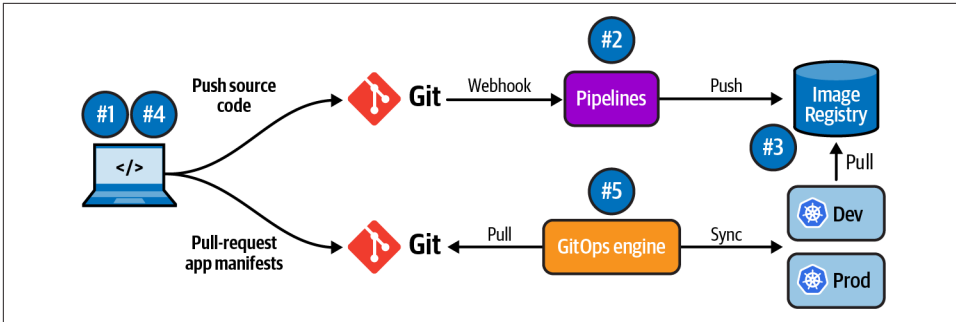 #1
#4
</>
Push source
code
Git
Webhook
#2
Pipelines
Push
Image
Registry
#3
Pull
Dev
Prod
Pull-request
app manifests
Git
Pull
#5
GitOps engine
Sync